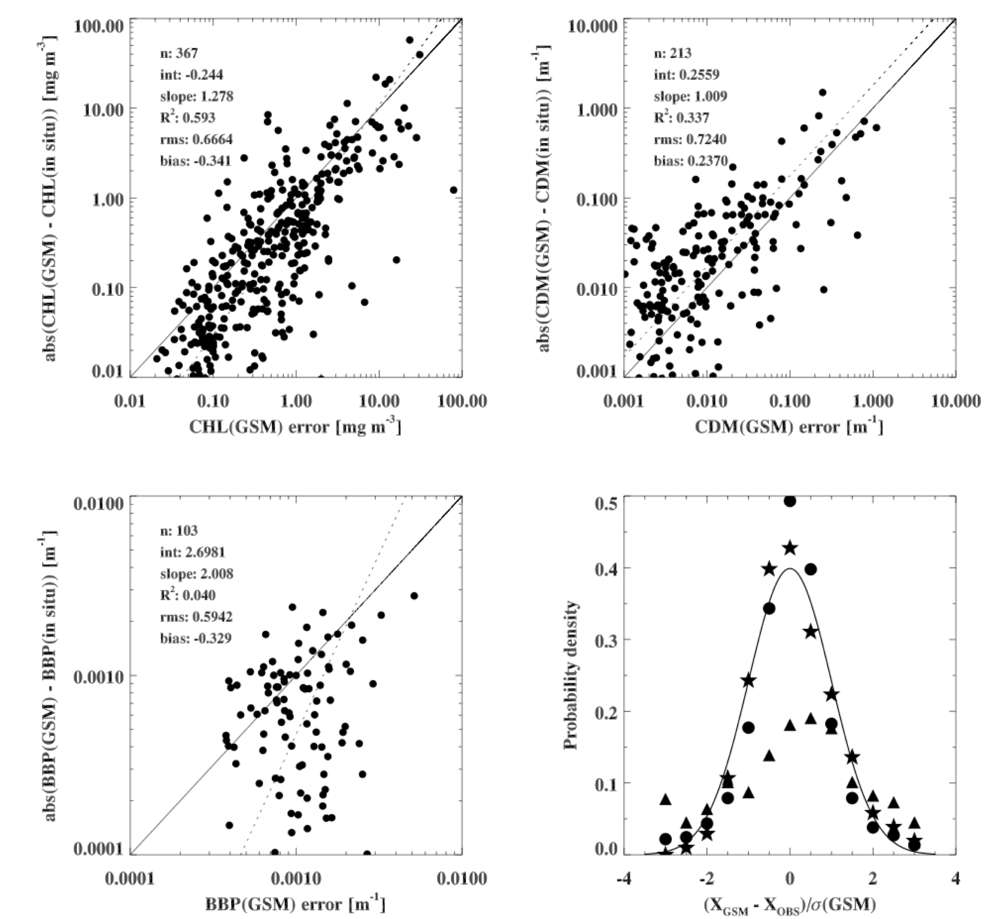 100.00
10.00
1.00
0.10
0.01
abs(CHL(GSM) - CHL(in situ)) [mg m⁻³]
n: 367
int: -0.244
slope: 1.278
R²: 0.593
rms: 0.6664
bias: -0.341
0.01 0.10 1.00 10.00 100.00
CHL(GSM) error [mg m⁻³]
10.000
1.000
0.100
0.010
0.001
abs(CDM(GSM) - CDM(in situ)) [m⁻¹]
n: 213
int: 0.2559
slope: 1.009
R²: 0.337
rms: 0.7240
bias: 0.2370
0.001 0.010 0.100 1.000 10.000
CDM(GSM) error [m⁻¹]
0.0100
0.0010
0.0001
abs(BBP(GSM) - BBP(in situ)) [m⁻¹]
n: 103
int: 2.6981
slope: 2.008
R²: 0.040
rms: 0.5942
bias: -0.329
0.0001 0.0010 0.0100
BBP(GSM) error [m⁻¹]
0.5
0.4
0.3
0.2
0.1
0.0
Probability density
-4 -2 0 2 4
(X_GSM - X_OBS)/σ(GSM)